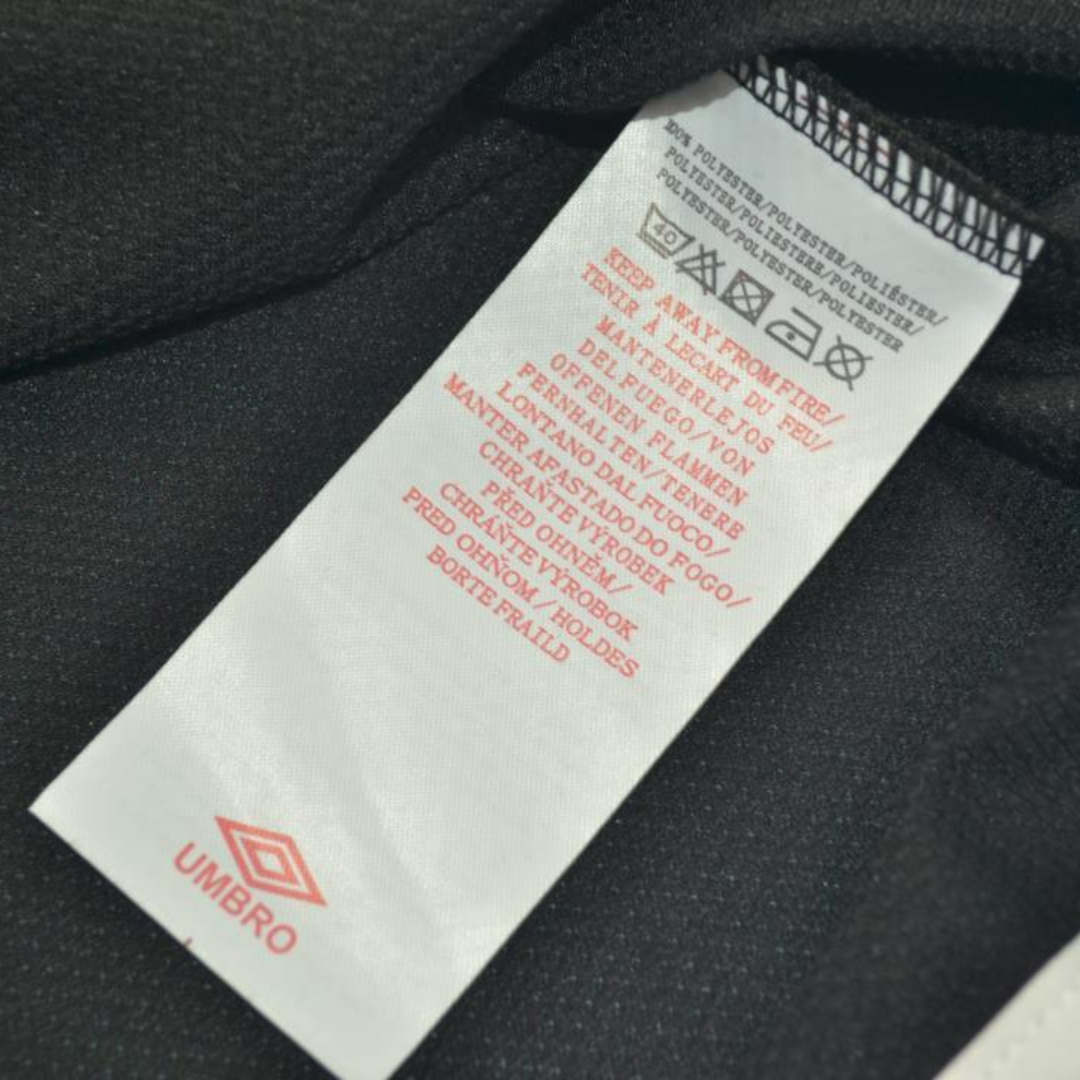 100% POLYESTER/POLYESTER/POLIÉSTER/
POLYESTER/POLIESTERE/POLIESTER/
POLYESTER/POLYESTER/POLYESTER
40
KEEP AWAY FROM FIRE/
TENIR À LECART DU FEU/
MANTENERLEJOS
DEL FUEGO/VON
OFFENEN FLAMMEN
FERNHALTEN/TENERE
LONTANO DAL FUOCO/
MANTER AFASTADO DO FOGO/
CHRAŇTE VÝROBEK
PŘED OHNĚM/
CHRAŇTE VÝROBOK
PRED OHŇOM/HOLDES
BORTE FRAILD
UMBRO